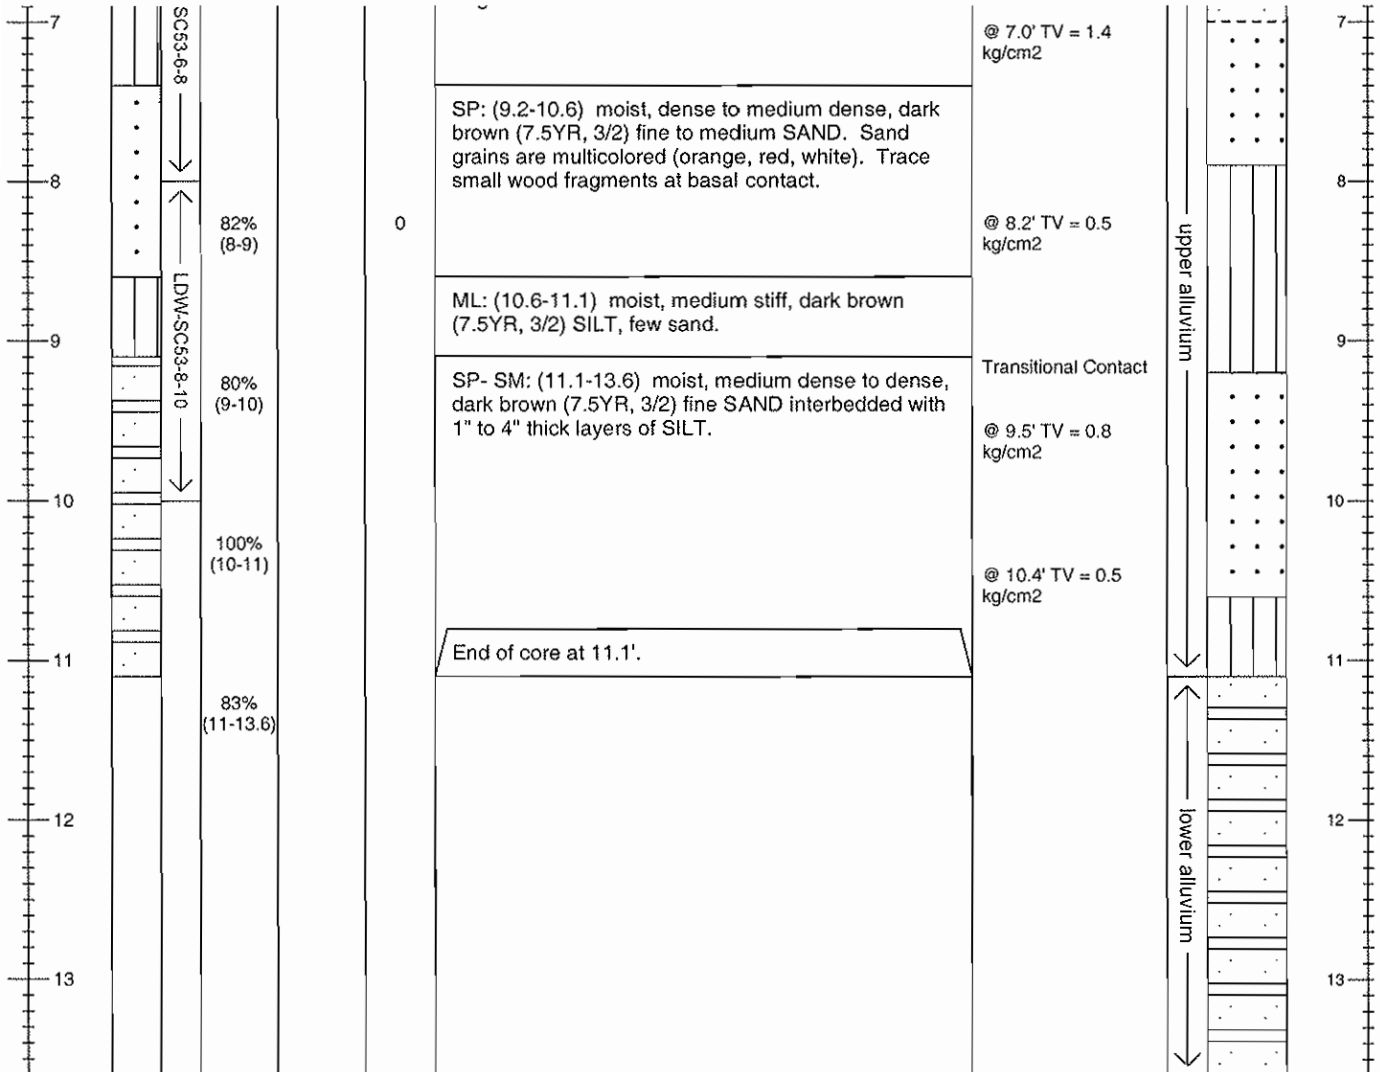 7
SC53-6-8
@ 7.0' TV = 1.4
kg/cm2
7
SP: (9.2-10.6) moist, dense to medium dense, dark
brown (7.5YR, 3/2) fine to medium SAND. Sand
grains are multicolored (orange, red, white). Trace
small wood fragments at basal contact.
8
8
82%
(8-9)
0
@ 8.2' TV = 0.5
kg/cm2
upper alluvium
LDW-SC53-8-10
ML: (10.6-11.1) moist, medium stiff, dark brown
(7.5YR, 3/2) SILT, few sand.
9
9
Transitional Contact
80%
(9-10)
SP- SM: (11.1-13.6) moist, medium dense to dense,
dark brown (7.5YR, 3/2) fine SAND interbedded with
1" to 4" thick layers of SILT.
@ 9.5' TV = 0.8
kg/cm2
10
10
100%
(10-11)
@ 10.4' TV = 0.5
kg/cm2
End of core at 11.1'.
11
11
83%
(11-13.6)
12
12
lower alluvium
13
13